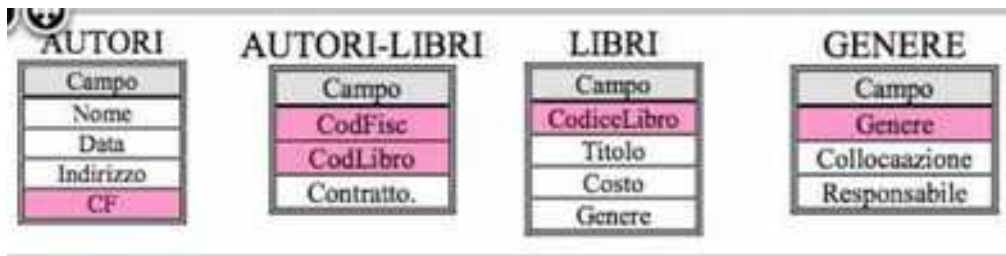 AUTORI
Campo
Nome
Data
Indirizzo
CF
AUTORI-LIBRI
Campo
CodFisc
CodLibro
Contratto.
LIBRI
Campo
CodiceLibro
Titolo
Costo
Genere
GENERE
Campo
Genere
Collocaazione
Responsabile